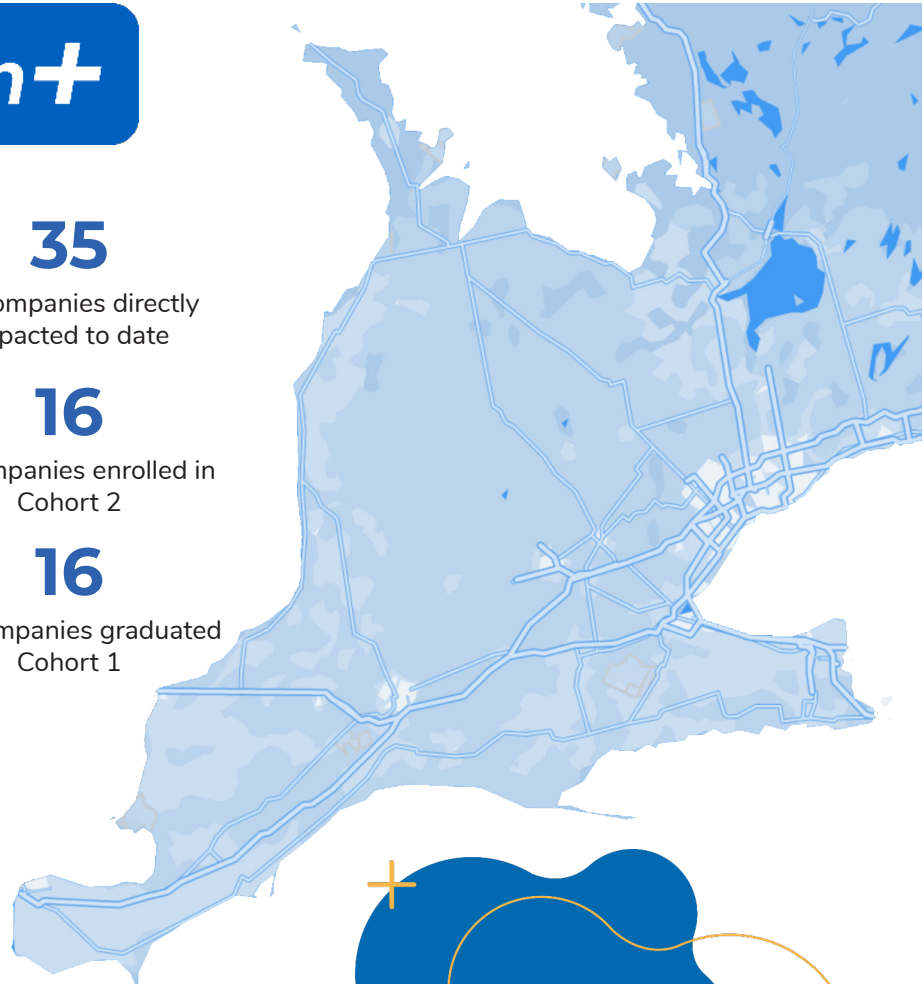 n+
35
ompanies directly
pacted to date
16
mpanies enrolled in
Cohort 2
16
mpanies graduated
Cohort 1